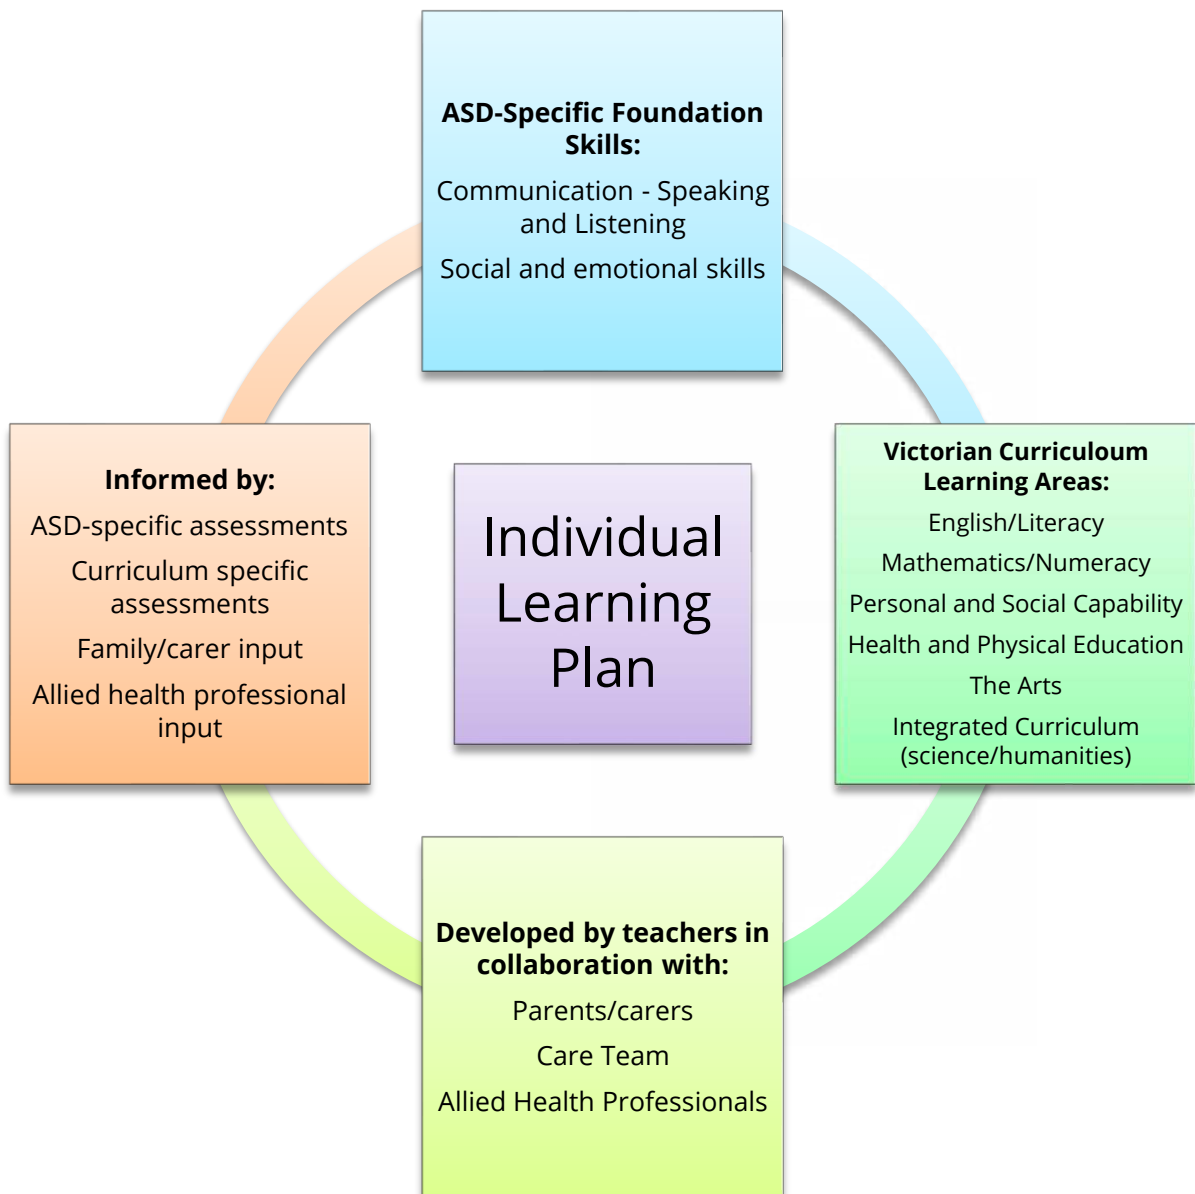 ASD-Specific Foundation
Skills:
Communication - Speaking
and Listening
Social and emotional skills
Informed by:
ASD-specific assessments
Curriculum specific
assessments
Family/carer input
Allied health professional
input
Individual
Learning
Plan
Victorian Curriculoum
Learning Areas:
English/Literacy
Mathematics/Numeracy
Personal and Social Capability
Health and Physical Education
The Arts
Integrated Curriculum
(science/humanities)
Developed by teachers in
collaboration with:
Parents/carers
Care Team
Allied Health Professionals